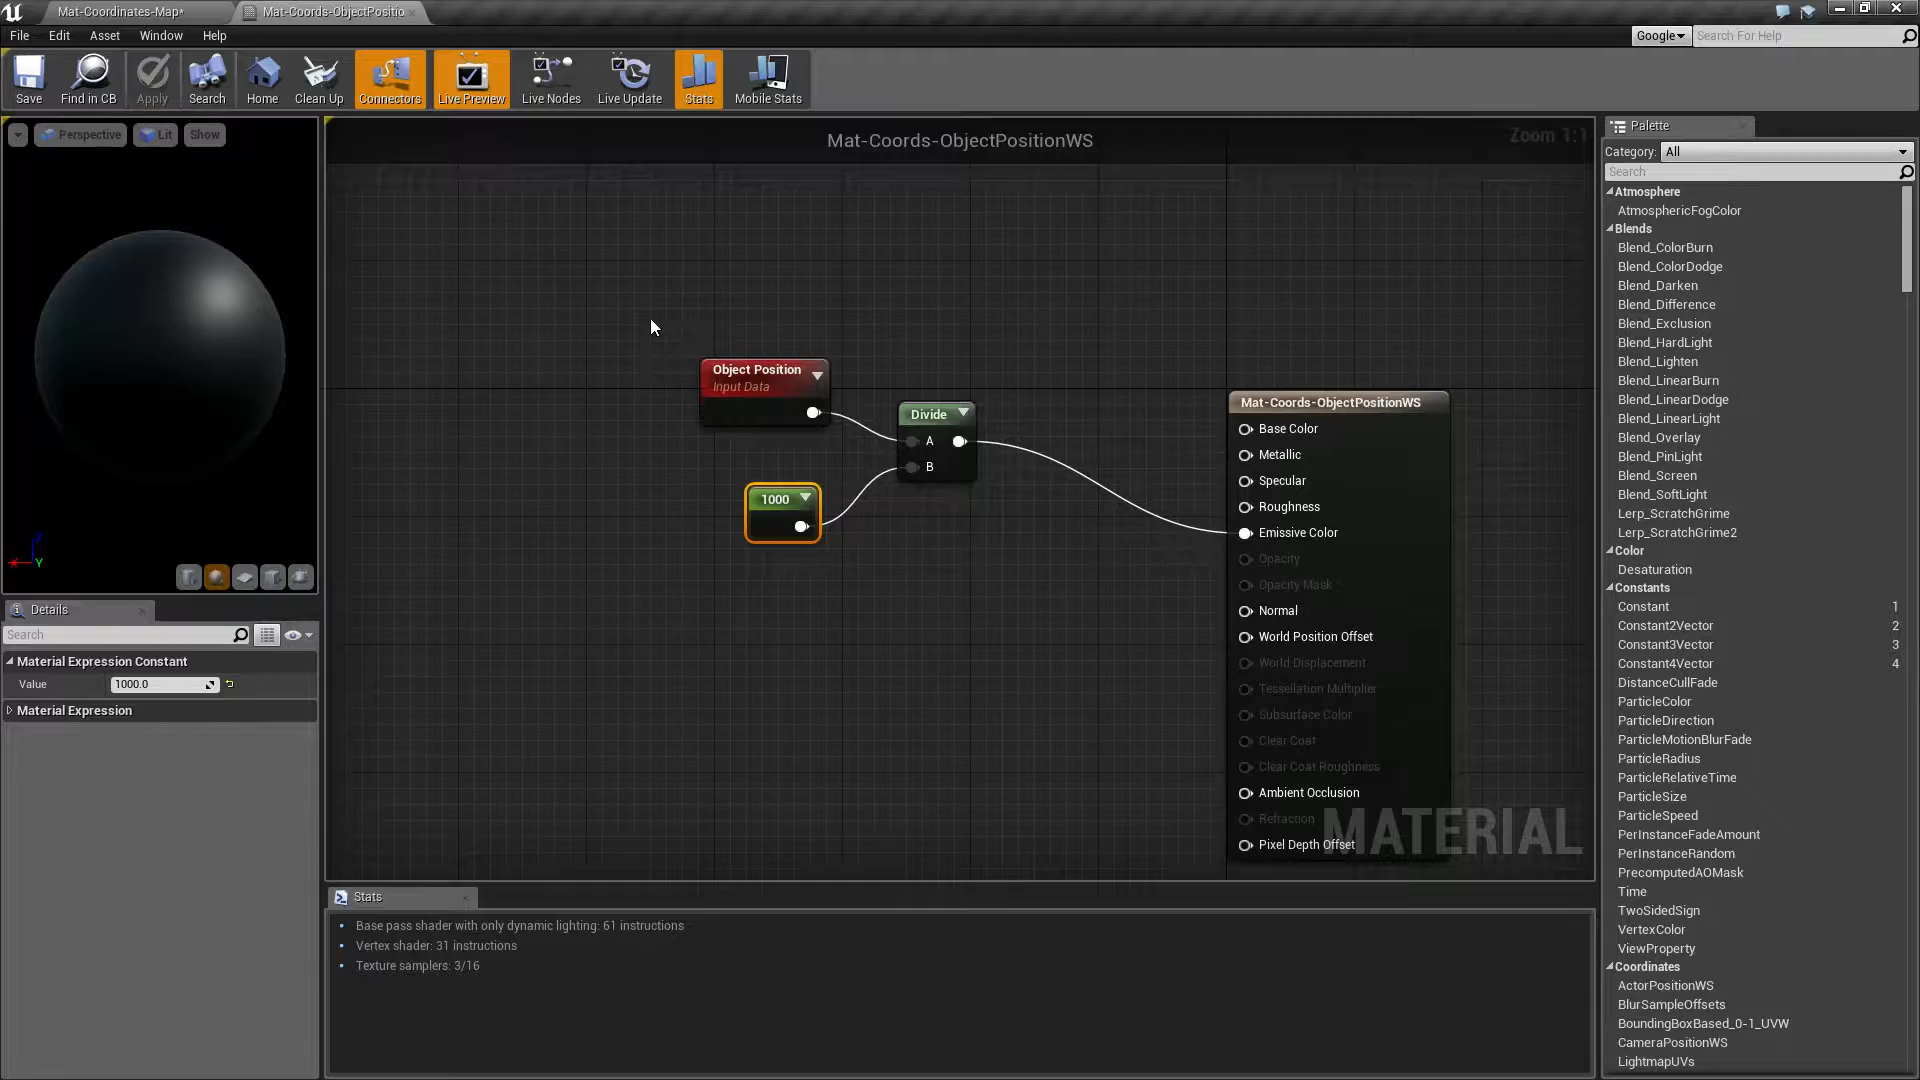 Mat-Coordinates-Map*
Mat-Coords-ObjectPositio
File Edit Asset Window Help
Google
Search For Help
Save Find in CB Apply Search Home Clean Up Connectors Live Preview Live Nodes Live Update Stats Mobile Stats
Perspective Lit Show
Mat-Coords-ObjectPositionWS
Zoom 1:1
X Z Y
Object Position
Input Data
Divide
A
B
1000
Mat-Coords-ObjectPositionWS
Base Color
Metallic
Specular
Roughness
Emissive Color
Opacity
Opacity Mask
Normal
World Position Offset
World Displacement
Tessellation Multiplier
Subsurface Color
Clear Coat
Clear Coat Roughness
Ambient Occlusion
Refraction
Pixel Depth Offset
MATERIAL
Details
Search
Material Expression Constant
Value 1000.0
Material Expression
Stats
Base pass shader with only dynamic lighting: 61 instructions
Vertex shader: 31 instructions
Texture samplers: 3/16
Palette
Category: All
Search
Atmosphere
AtmosphericFogColor
Blends
Blend_ColorBurn
Blend_ColorDodge
Blend_Darken
Blend_Difference
Blend_Exclusion
Blend_HardLight
Blend_Lighten
Blend_LinearBurn
Blend_LinearDodge
Blend_LinearLight
Blend_Overlay
Blend_PinLight
Blend_Screen
Blend_SoftLight
Lerp_ScratchGrime
Lerp_ScratchGrime2
Color
Desaturation
Constants
Constant 1
Constant2Vector 2
Constant3Vector 3
Constant4Vector 4
DistanceCullFade
ParticleColor
ParticleDirection
ParticleMotionBlurFade
ParticleRadius
ParticleRelativeTime
ParticleSize
ParticleSpeed
PerInstanceFadeAmount
PerInstanceRandom
PrecomputedAOMask
Time
TwoSidedSign
VertexColor
ViewProperty
Coordinates
ActorPositionWS
BlurSampleOffsets
BoundingBoxBased_0-1_UVW
CameraPositionWS
LightmapUVs